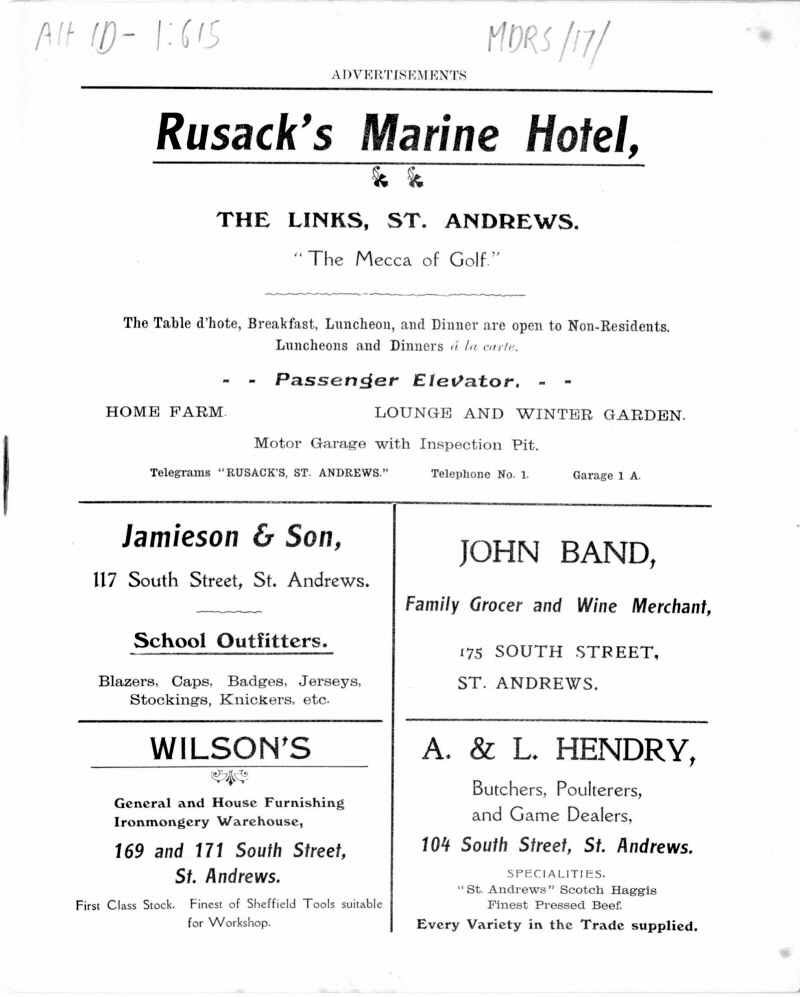 Alt ID - 1:615
MDRS/17/
ADVERTISEMENTS
Rusack's Marine Hotel,
THE LINKS, ST. ANDREWS.
"The Mecca of Golf."
The Table d'hote, Breakfast, Luncheon, and Dinner are open to Non-Residents.
Luncheons and Dinners á la carte.
- - Passenger Elevator. - -
HOME FARM. LOUNGE AND WINTER GARDEN.
Motor Garage with Inspection Pit.
Telegrams "RUSACK'S, ST. ANDREWS." Telephone No. 1. Garage 1 A.
Jamieson & Son,
117 South Street, St. Andrews.
School Outfitters.
Blazers, Caps, Badges, Jerseys,
Stockings, Knickers, etc.
JOHN BAND,
Family Grocer and Wine Merchant,
175 SOUTH STREET,
ST. ANDREWS.
WILSON'S
General and House Furnishing
Ironmongery Warehouse,
169 and 171 South Street,
St. Andrews.
First Class Stock. Finest of Sheffield Tools suitable
for Workshop.
A. & L. HENDRY,
Butchers, Poulterers,
and Game Dealers,
104 South Street, St. Andrews.
SPECIALITIES.
"St. Andrews" Scotch Haggis
Finest Pressed Beef.
Every Variety in the Trade supplied.